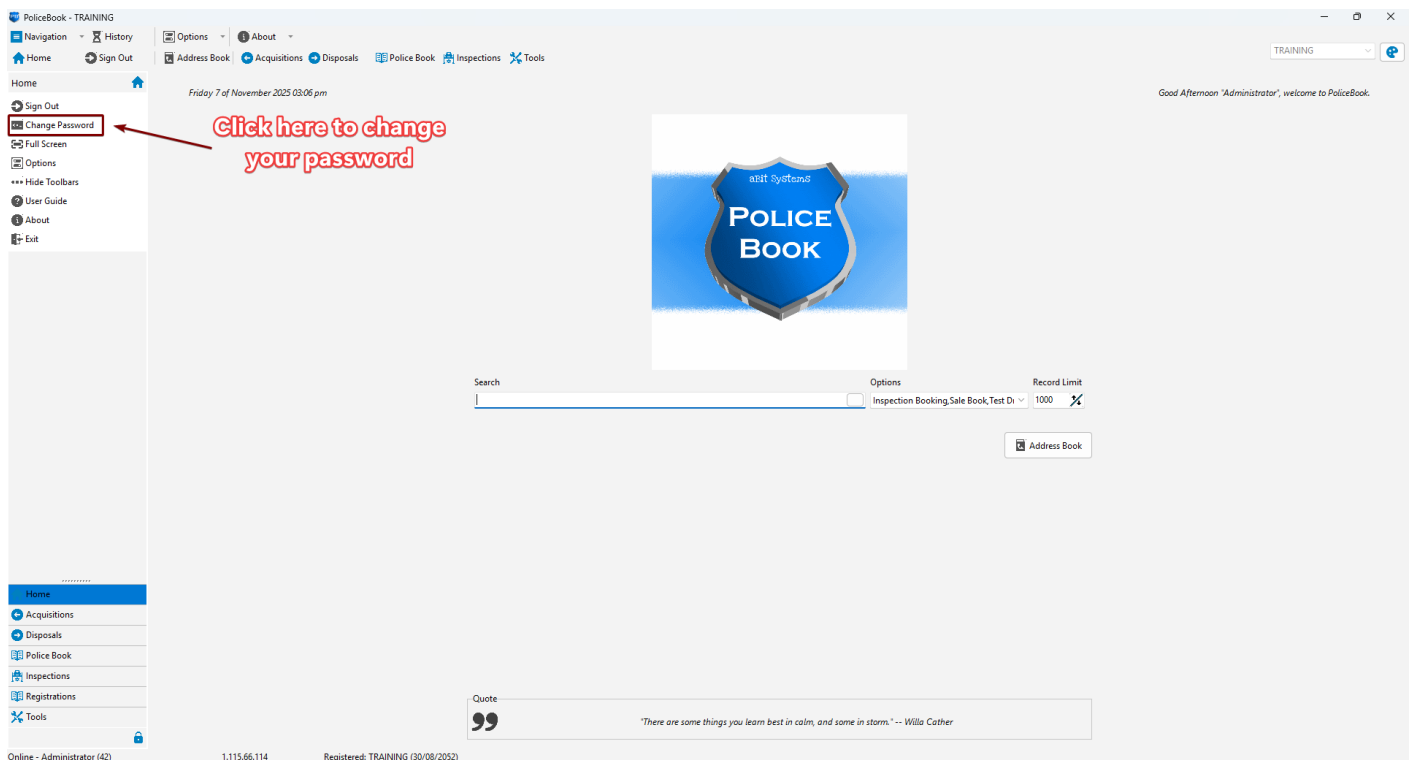 PoliceBook - TRAINING
Navigation History Options About
Home Sign Out Address Book Acquisitions Disposals Police Book Inspections Tools
TRAINING
Home
Friday 7 of November 2025 03:06 pm
Good Afternoon "Administrator", welcome to PoliceBook.
Sign Out
Change Password
Full Screen
Options
Hide Toolbars
User Guide
About
Exit
Click here to change
your password
aBit Systems
POLICE
BOOK
Search Options Record Limit
Inspection Booking,Sale Book,Test Dr 1000
Address Book
Home
Acquisitions
Disposals
Police Book
Inspections
Registrations
Tools
Quote
"There are some things you learn best in calm, and some in storm." -- Willa Cather
Online - Administrator (42) 1.115.66.114 Registered: TRAINING (30/08/2052)